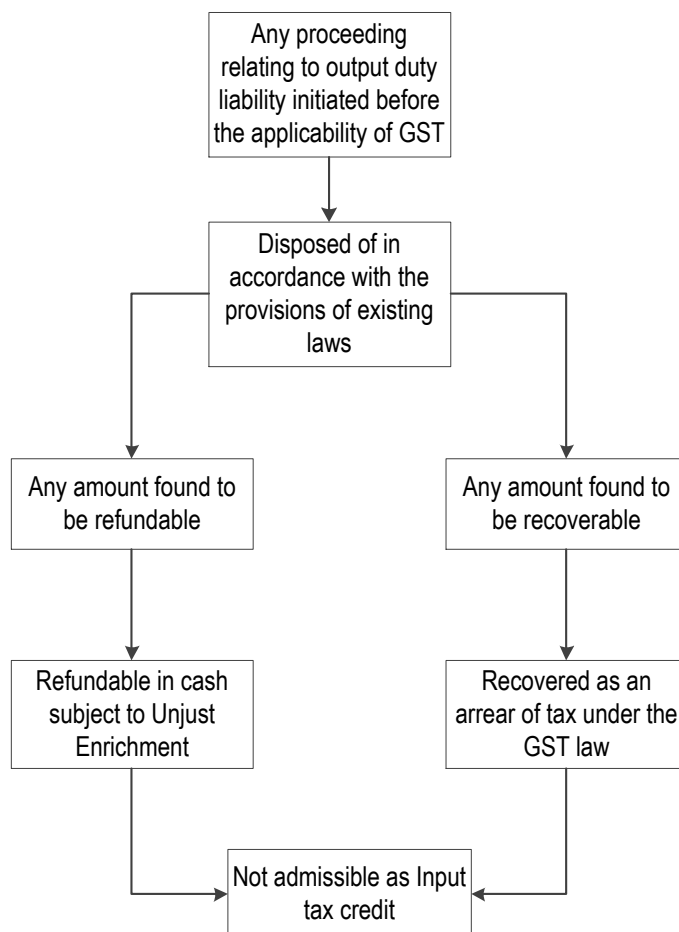 Any proceeding
relating to output duty
liability initiated before
the applicability of GST
Disposed of in
accordance with the
provisions of existing
laws
Any amount found to
be refundable
Any amount found to
be recoverable
Refundable in cash
subject to Unjust
Enrichment
Recovered as an
arrear of tax under the
GST law
Not admissible as Input
tax credit